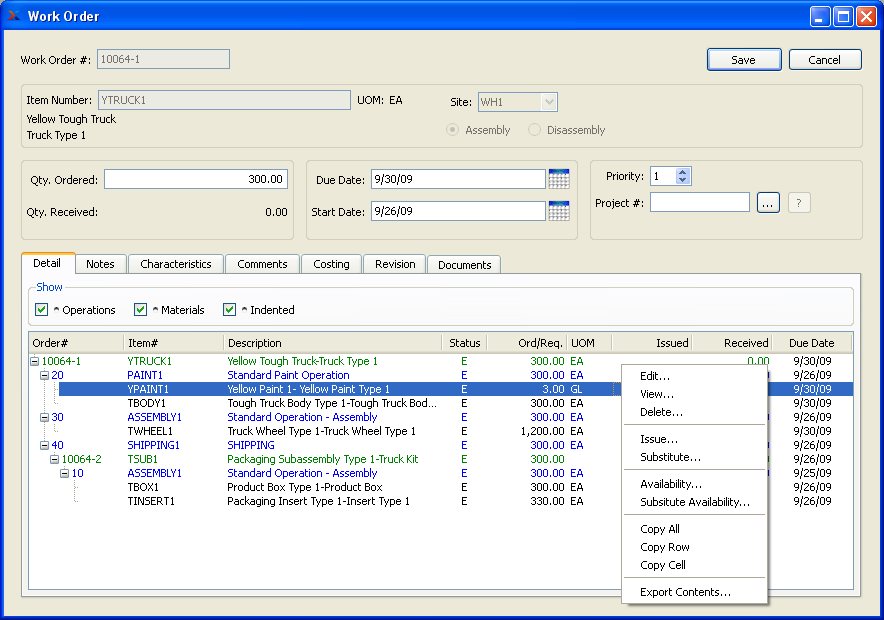 Work Order
Work Order #: 10064-1 Save Cancel
Item Number: YTRUCK1 UOM: EA Site: WH1
Yellow Tough Truck
Truck Type 1 Assembly Disassembly
Qty. Ordered: 300.00 Due Date: 9/30/09 Priority: 1
Qty. Received: 0.00 Start Date: 9/26/09 Project #: ... ?
Detail Notes Characteristics Comments Costing Revision Documents
Show
^ Operations ^ Materials ^ Indented
Order# Item# Description Status Ord/Req. UOM Issued Received Due Date
10064-1 YTRUCK1 Yellow Tough Truck-Truck Type 1 E 300.00 EA 0.00 9/30/09
20 PAINT1 Standard Paint Operation E 300.00 EA 9/26/09
YPAINT1 Yellow Paint 1- Yellow Paint Type 1 E 3.00 GL 9/30/09
TBODY1 Tough Truck Body Type 1-Tough Truck Bod... E 300.00 EA 9/26/09
30 ASSEMBLY1 Standard Operation - Assembly E 300.00 EA 9/26/09
TWHEEL1 Truck Wheel Type 1-Truck Wheel Type 1 E 1,200.00 EA 9/26/09
40 SHIPPING1 SHIPPING E 300.00 EA 9/26/09
10064-2 TSUB1 Packaging Subassembly Type 1-Truck Kit E 300.00 9/26/09
10 ASSEMBLY1 Standard Operation - Assembly E 300.00 EA 9/25/09
TBOX1 Product Box Type 1-Product Box E 300.00 EA 9/26/09
TINSERT1 Packaging Insert Type 1-Insert Type 1 E 330.00 EA 9/26/09
Edit...
View...
Delete...
Issue...
Substitute...
Availability...
Subsitute Availability...
Copy All
Copy Row
Copy Cell
Export Contents...